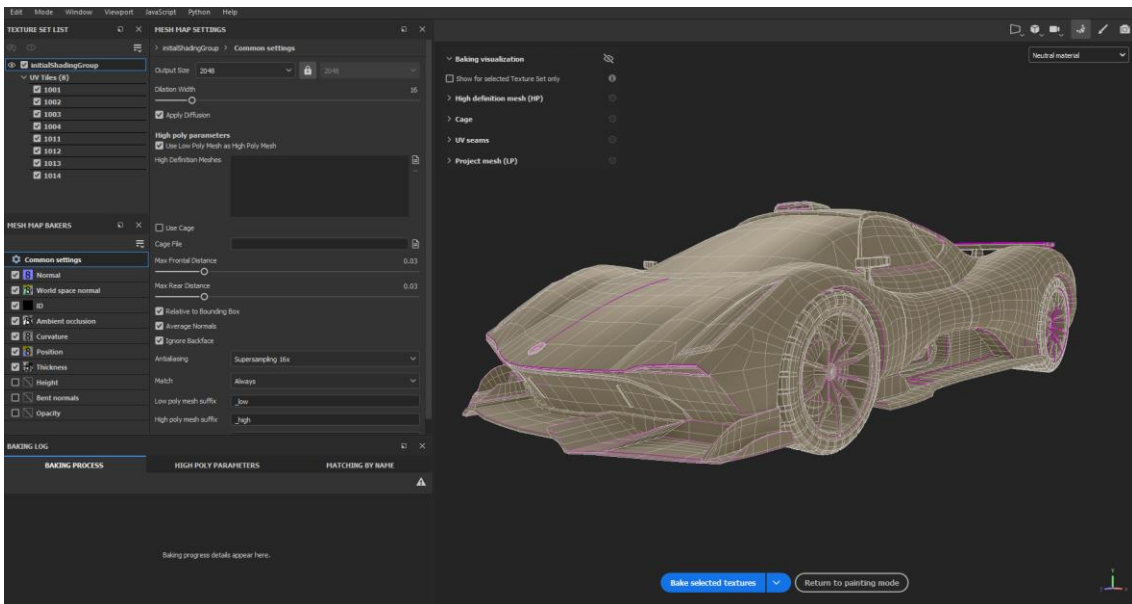 Edit Mode Window Viewport JavaScript Python Help
TEXTURE SET LIST
initialShadingGroup
UV Tiles (8)
1001
1002
1003
1004
1011
1012
1013
1014
MESH MAP BAKERS
Common settings
Normal
World space normal
ID
Ambient occlusion
Curvature
Position
Thickness
Height
Bent normals
Opacity
MESH MAP SETTINGS
initialShadingGroup > Common settings
Output Size 2048 2048
Dilation Width 16
Apply Diffusion
High poly parameters
Use Low Poly Mesh as High Poly Mesh
High Definition Meshes
Use Cage
Cage File
Max Frontal Distance 0.03
Max Rear Distance 0.03
Relative to Bounding
Box
Average Normals
Ignore Backface
Antialiasing Supersampling 16x
Match Always
Low poly mesh suffix _low
High poly mesh suffix _high
BAKING LOG
BAKING PROCESS HIGH POLY PARAMETERS MATCHING BY NAME
Baking progress details appear here.
Baking visualization
Show for selected Texture Set only
High definition mesh (HP)
Cage
UV seams
Project mesh (LP)
Neutral material
Bake selected textures
Return to painting mode
Y